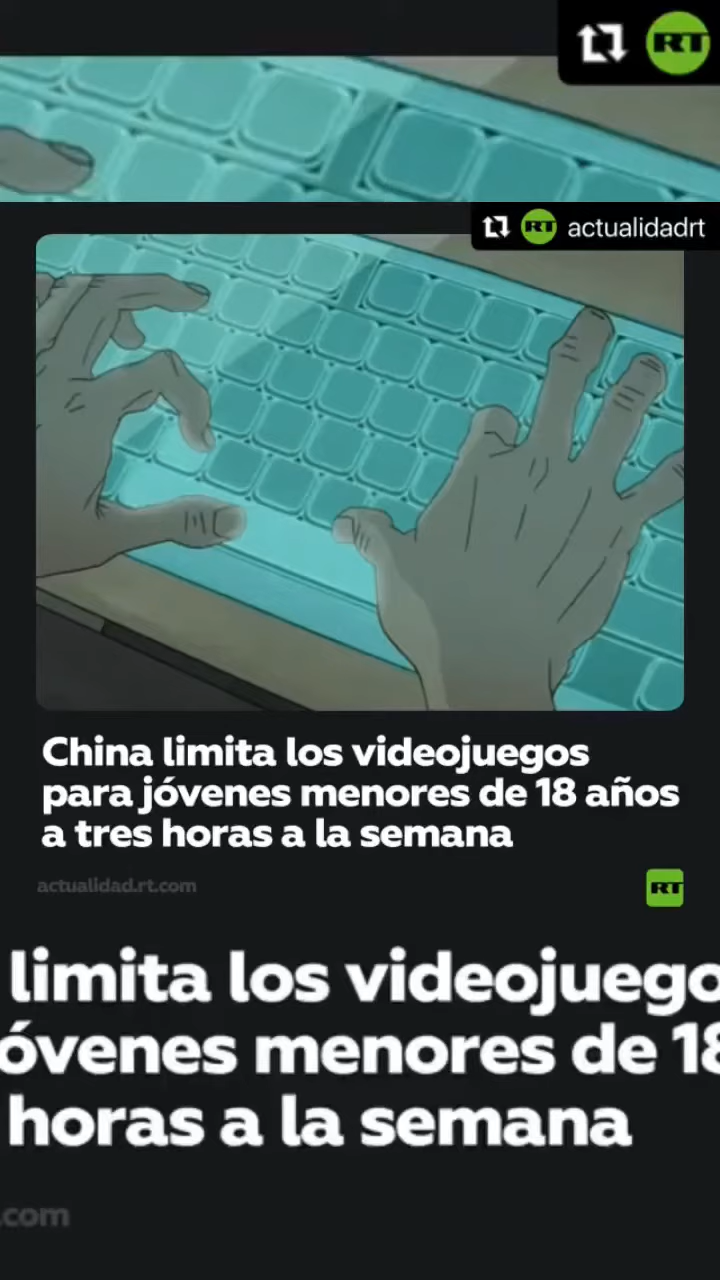 RT
RT actualidadrt
China limita los videojuegos
para jóvenes menores de 18 años
a tres horas a la semana
actualidad.rt.com
RT
limita los videojuego
óvenes menores de 18
horas a la semana
.com